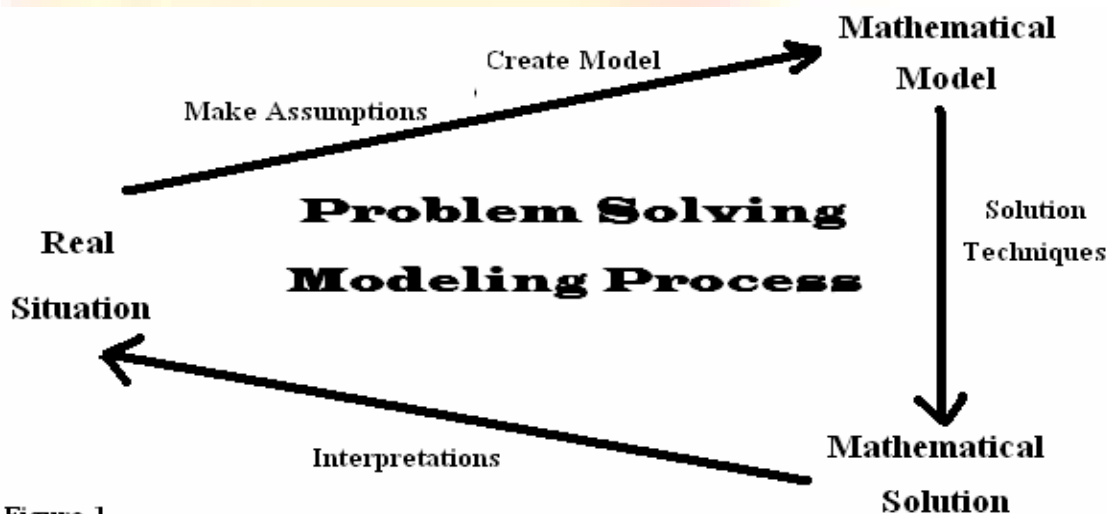 Mathematical
Model
Create Model
Make Assumptions
Problem Solving
Modeling Process
Real
Situation
Solution
Techniques
Interpretations
Mathematical
Solution